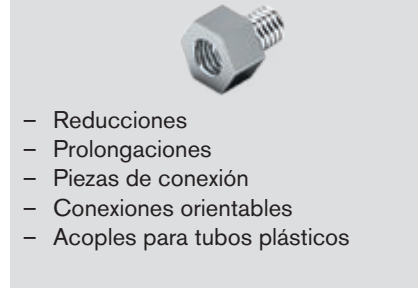 – Reducciones
– Prolongaciones
– Piezas de conexión
– Conexiones orientables
– Acoples para tubos plásticos